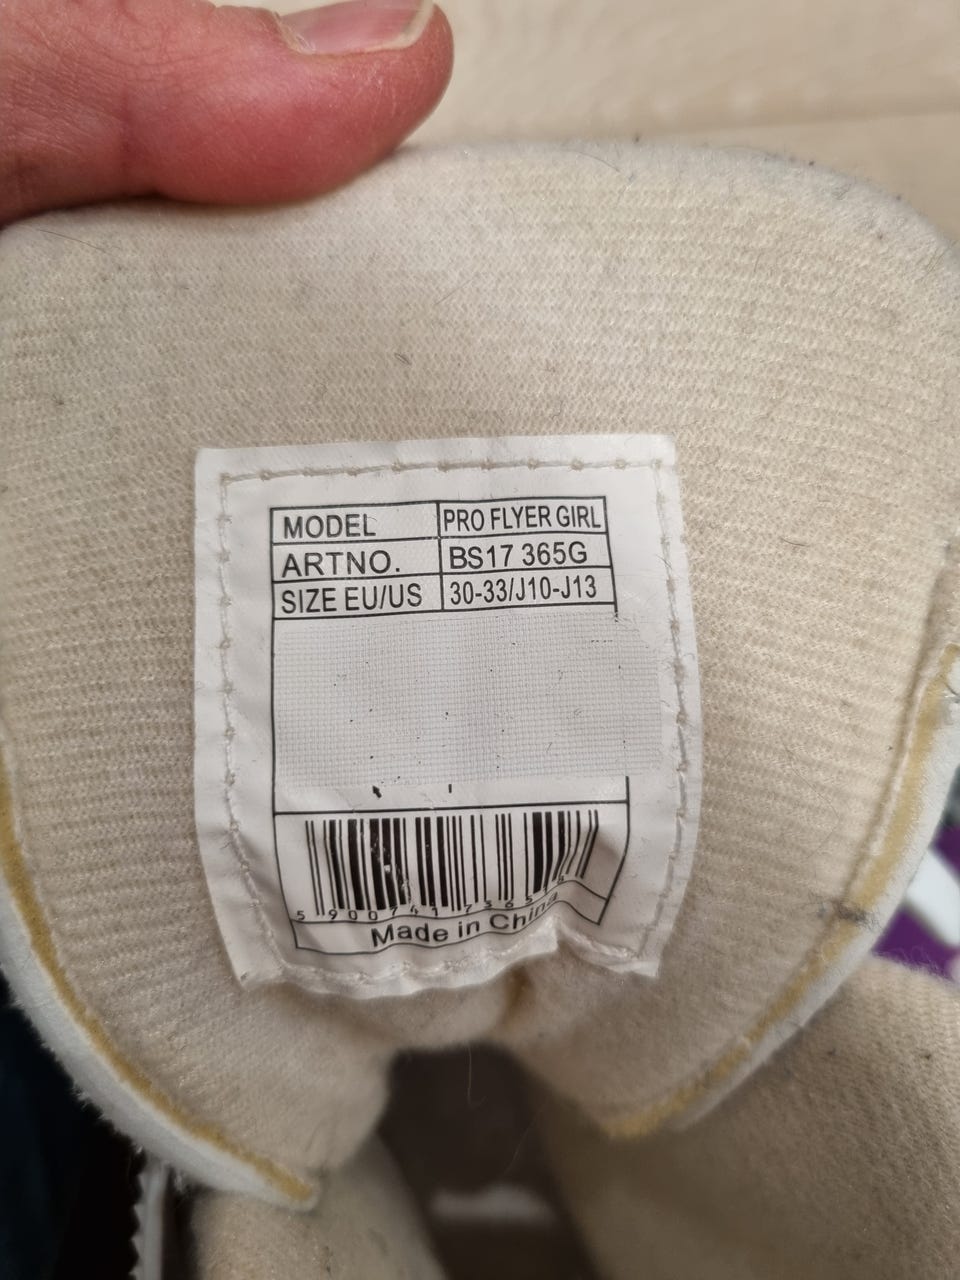 MODEL PRO FLYER GIRL
ARTNO. BS17 365G
SIZE EU/US 30-33/J10-J13
Made in China